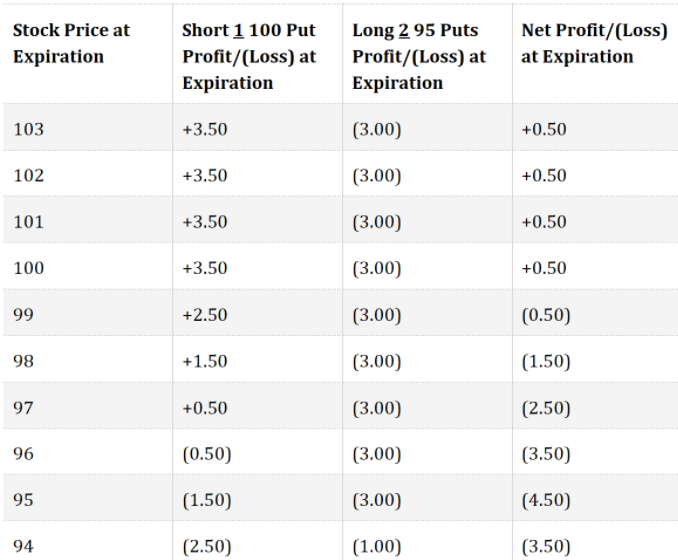 Stock Price at Expiration | Short 1 100 Put Profit/(Loss) at Expiration | Long 2 95 Puts Profit/(Loss) at Expiration | Net Profit/(Loss) at Expiration
103 | +3.50 | (3.00) | +0.50
102 | +3.50 | (3.00) | +0.50
101 | +3.50 | (3.00) | +0.50
100 | +3.50 | (3.00) | +0.50
99 | +2.50 | (3.00) | (0.50)
98 | +1.50 | (3.00) | (1.50)
97 | +0.50 | (3.00) | (2.50)
96 | (0.50) | (3.00) | (3.50)
95 | (1.50) | (3.00) | (4.50)
94 | (2.50) | (1.00) | (3.50)